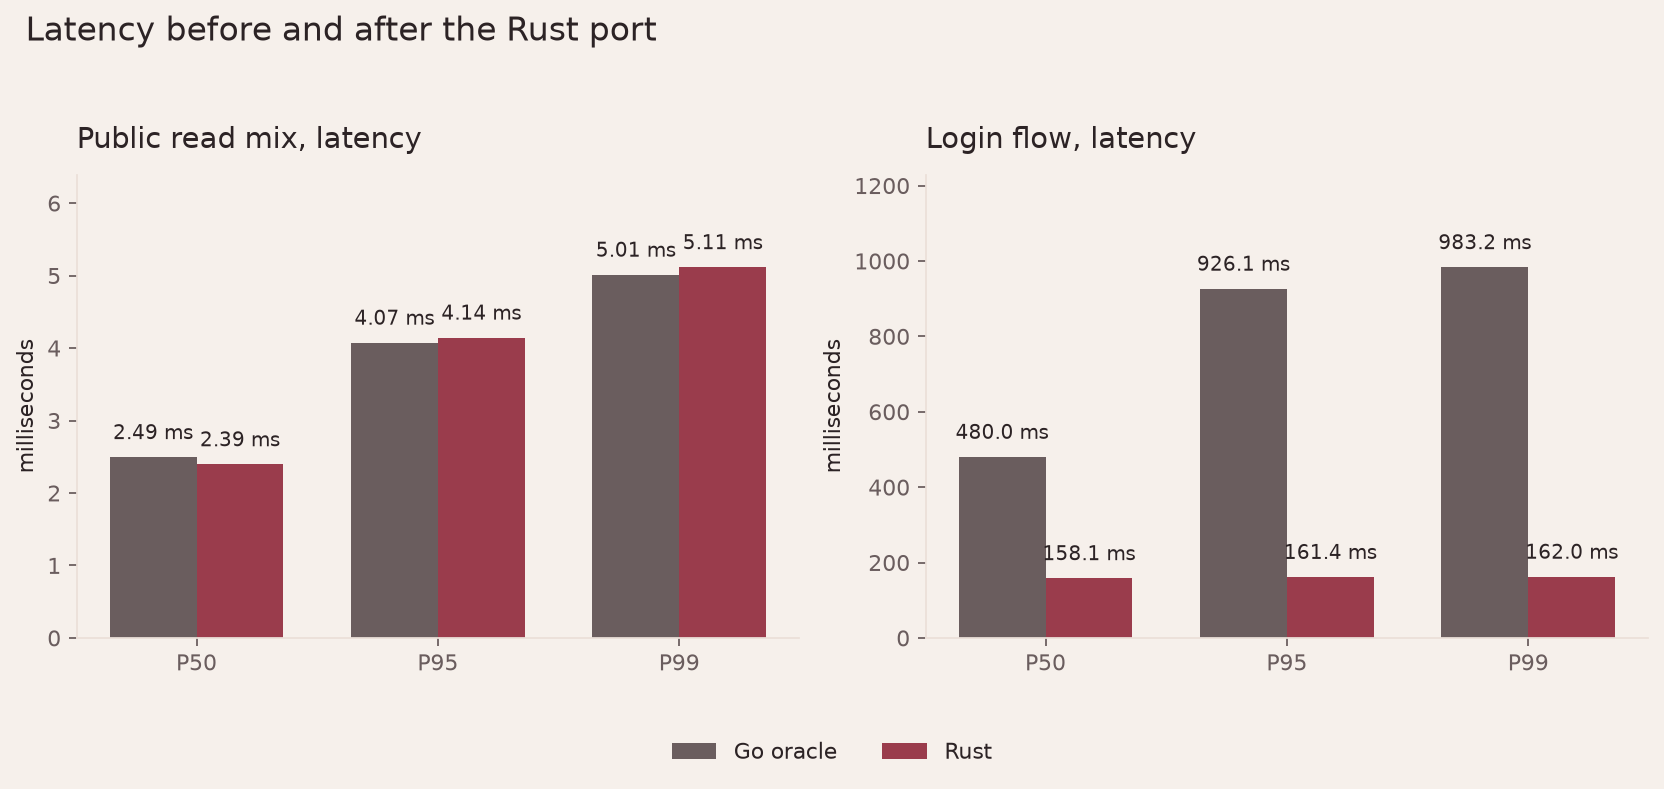 Latency before and after the Rust port
Public read mix, latency
milliseconds
6
5
4
3
2
1
0
2.49 ms
2.39 ms
4.07 ms
4.14 ms
5.01 ms
5.11 ms
P50
P95
P99
Login flow, latency
milliseconds
1200
1000
800
600
400
200
0
480.0 ms
158.1 ms
926.1 ms
161.4 ms
983.2 ms
162.0 ms
P50
P95
P99
Go oracle
Rust